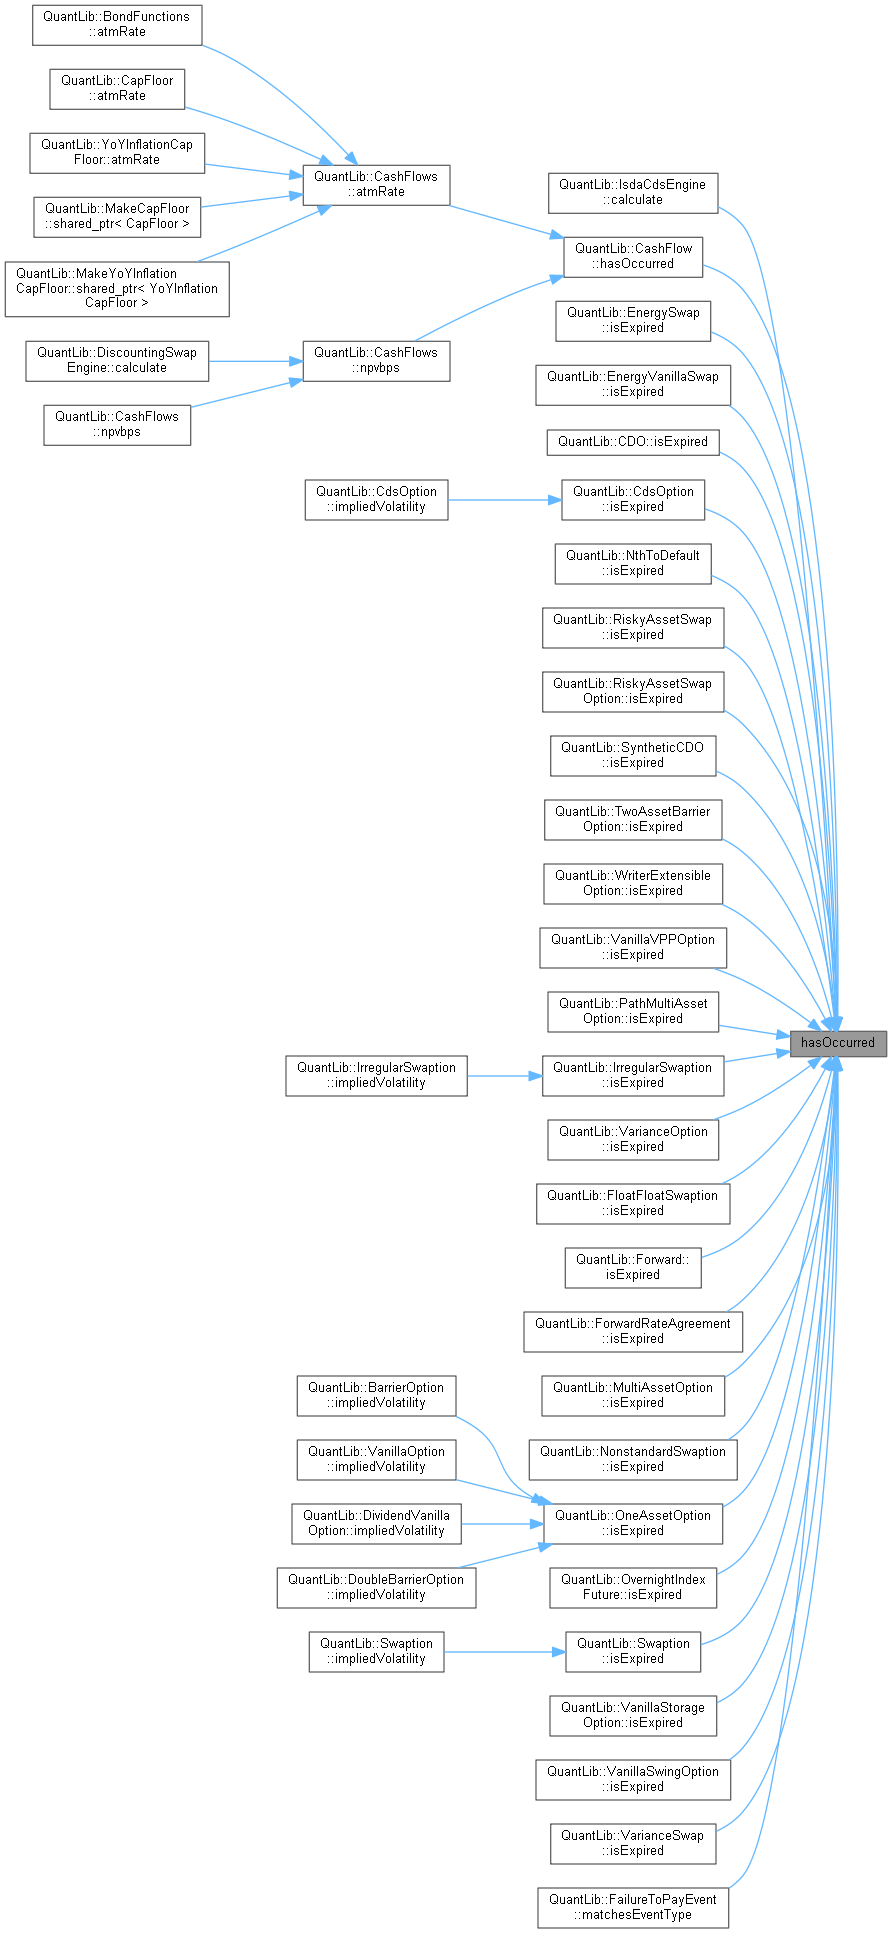 QuantLib::BondFunctions
::atmRate
QuantLib::CapFloor
::atmRate
QuantLib::YoYInflationCap
Floor::atmRate
QuantLib::MakeCapFloor
::shared_ptr< CapFloor >
QuantLib::MakeYoYInflation
CapFloor::shared_ptr< YoYInflation
CapFloor >
QuantLib::DiscountingSwap
Engine::calculate
QuantLib::CashFlows
::npvbps
QuantLib::CashFlows
::atmRate
QuantLib::CashFlows
::npvbps
QuantLib::CdsOption
::impliedVolatility
QuantLib::IrregularSwaption
::impliedVolatility
QuantLib::BarrierOption
::impliedVolatility
QuantLib::VanillaOption
::impliedVolatility
QuantLib::DividendVanilla
Option::impliedVolatility
QuantLib::DoubleBarrierOption
::impliedVolatility
QuantLib::Swaption
::impliedVolatility
QuantLib::IsdaCdsEngine
::calculate
QuantLib::CashFlow
::hasOccurred
QuantLib::EnergySwap
::isExpired
QuantLib::EnergyVanillaSwap
::isExpired
QuantLib::CDO::isExpired
QuantLib::CdsOption
::isExpired
QuantLib::NthToDefault
::isExpired
QuantLib::RiskyAssetSwap
::isExpired
QuantLib::RiskyAssetSwap
Option::isExpired
QuantLib::SyntheticCDO
::isExpired
QuantLib::TwoAssetBarrier
Option::isExpired
QuantLib::WriterExtensible
Option::isExpired
QuantLib::VanillaVPPOption
::isExpired
QuantLib::PathMultiAsset
Option::isExpired
QuantLib::IrregularSwaption
::isExpired
QuantLib::VarianceOption
::isExpired
QuantLib::FloatFloatSwaption
::isExpired
QuantLib::Forward::
isExpired
QuantLib::ForwardRateAgreement
::isExpired
QuantLib::MultiAssetOption
::isExpired
QuantLib::NonstandardSwaption
::isExpired
QuantLib::OneAssetOption
::isExpired
QuantLib::OvernightIndex
Future::isExpired
QuantLib::Swaption
::isExpired
QuantLib::VanillaStorage
Option::isExpired
QuantLib::VanillaSwingOption
::isExpired
QuantLib::VarianceSwap
::isExpired
QuantLib::FailureToPayEvent
::matchesEventType
hasOccurred